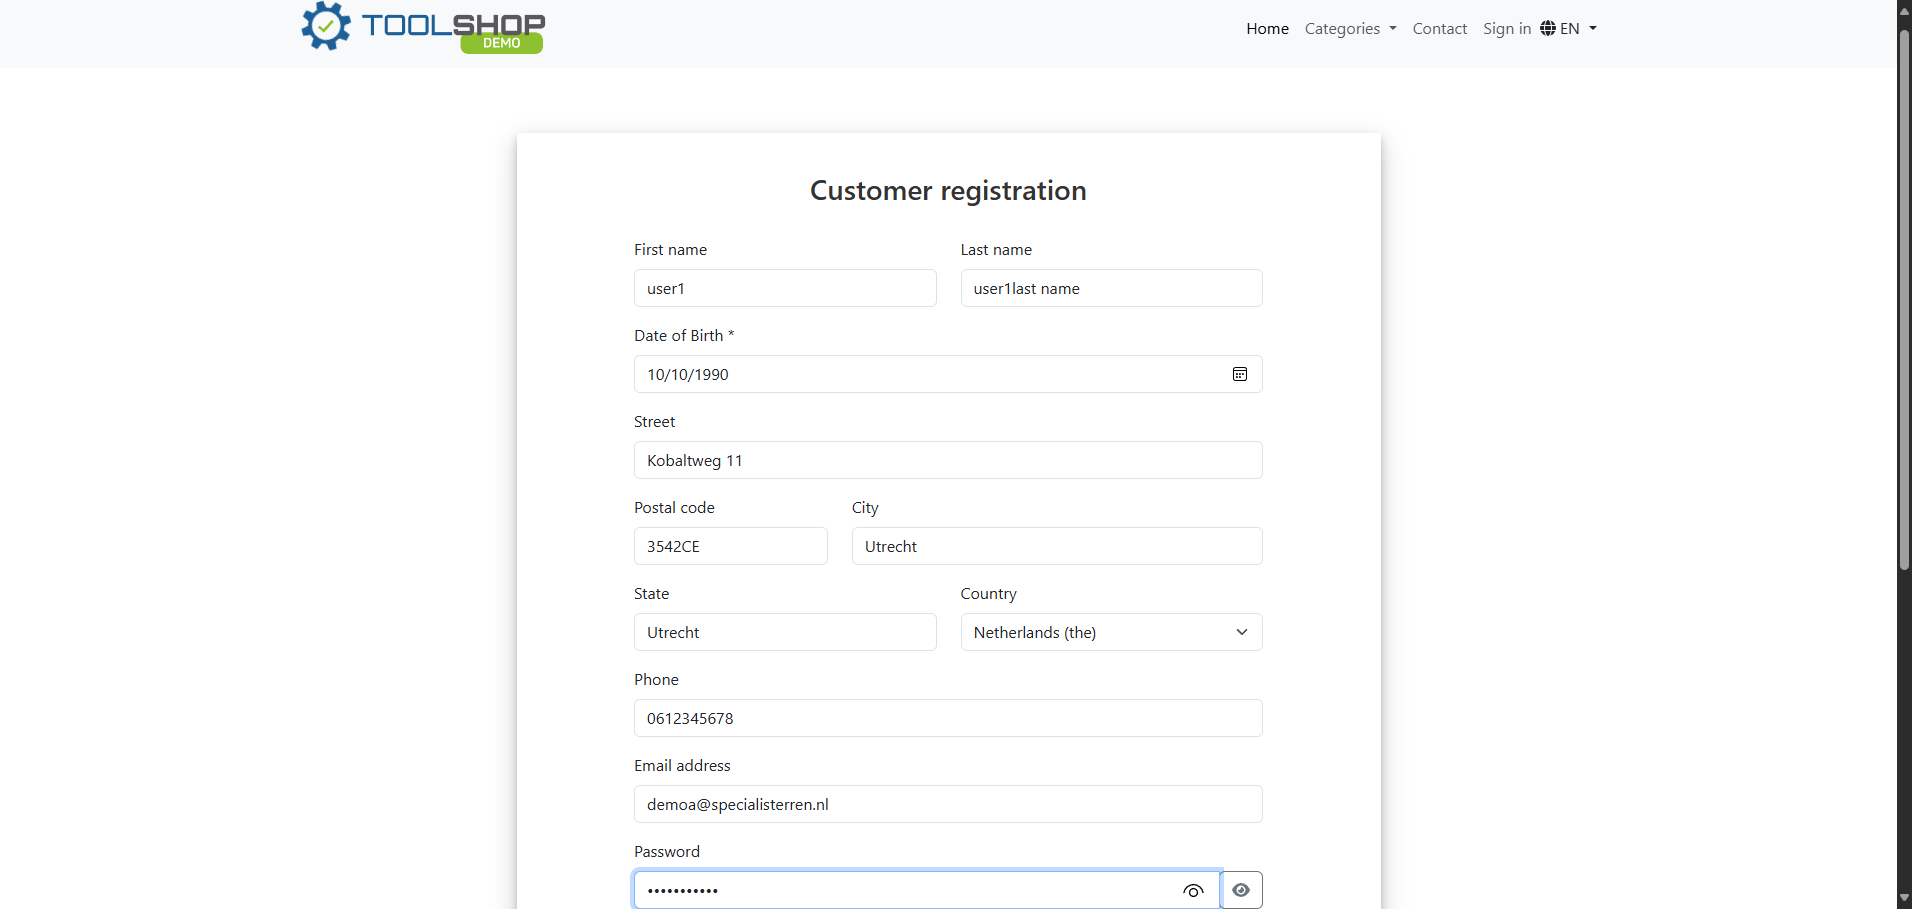 TOOLSHOP
DEMO
Home Categories Contact Sign in EN
Customer registration
First name Last name
user1 user1last name
Date of Birth *
10/10/1990
Street
Kobaltweg 11
Postal code City
3542CE Utrecht
State Country
Utrecht Netherlands (the)
Phone
0612345678
Email address
demoa@specialisterren.nl
Password
•••••••••••